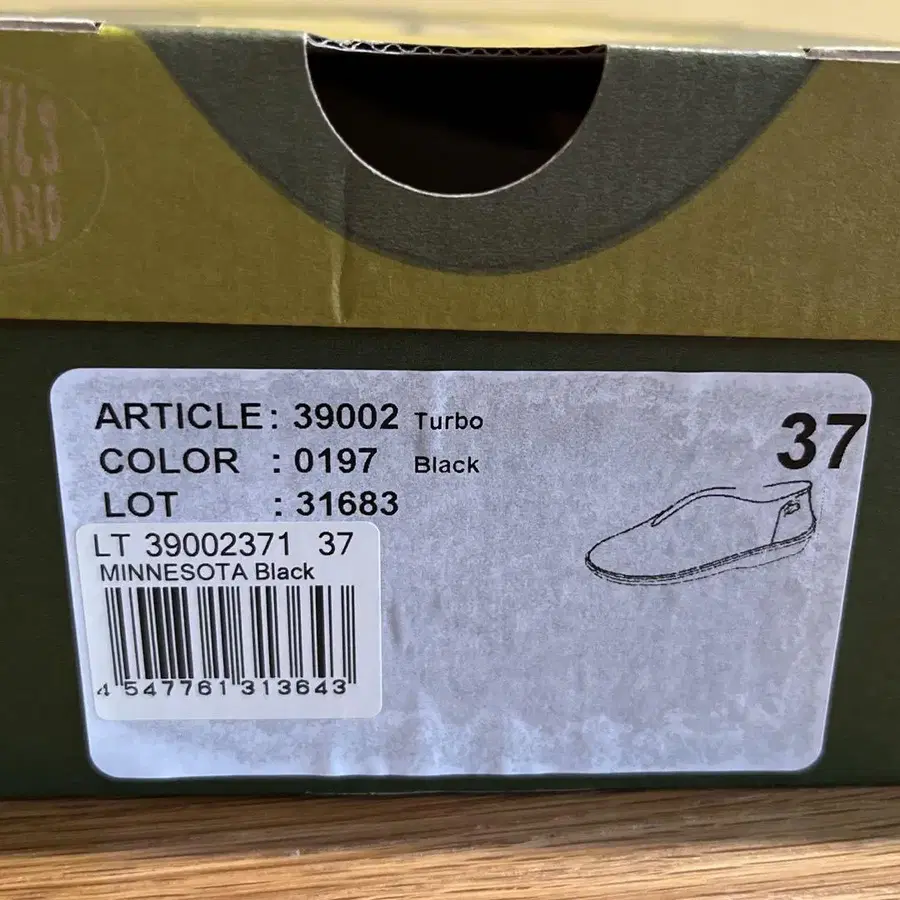 ARTICLE: 39002 Turbo
37
COLOR : 0197 Black
LOT : 31683
LT 39002371 37
MINNESOTA Black
4 547761 313643